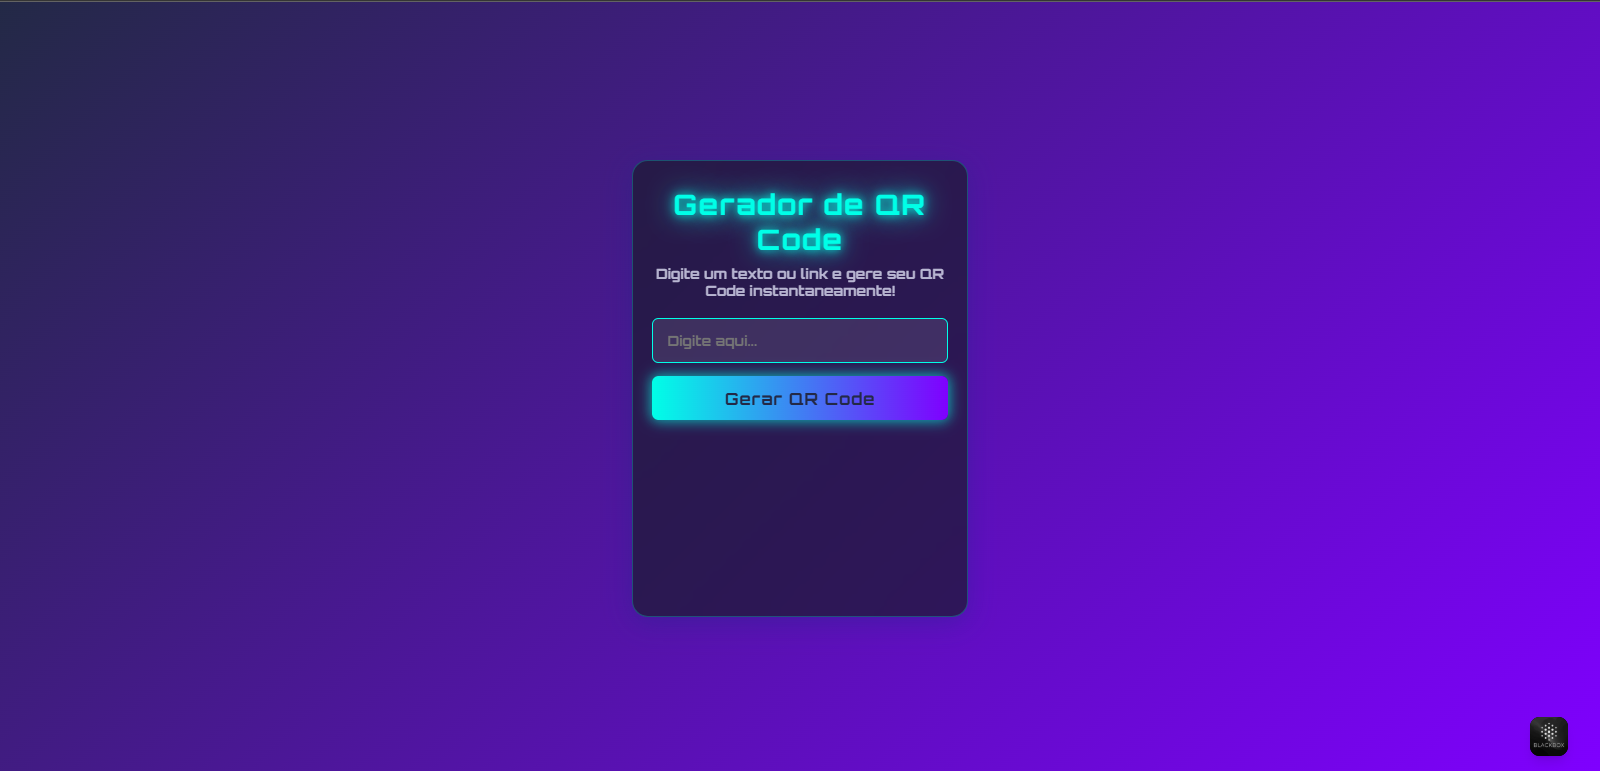 Gerador de QR
Code
Digite um texto ou link e gere seu QR
Code instantaneamente!
Digite aqui...
Gerar QR Code
BLACKBOX